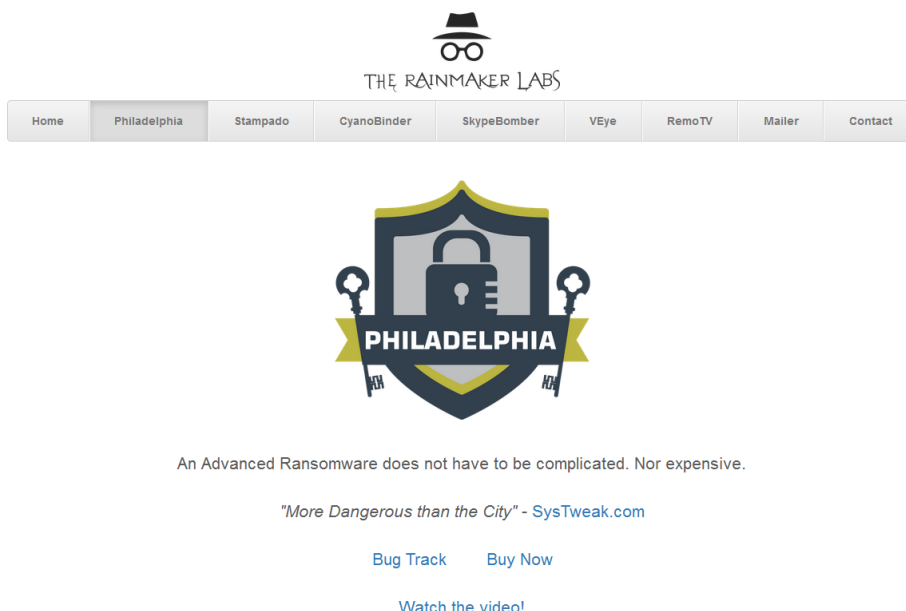 THE RAINMAKER LABS
Home Philadelphia Stampado CyanoBinder SkypeBomber VEye RemoTV Mailer Contact
PHILADELPHIA
An Advanced Ransomware does not have to be complicated. Nor expensive.
"More Dangerous than the City" - SysTweak.com
Bug Track Buy Now
Watch the video!